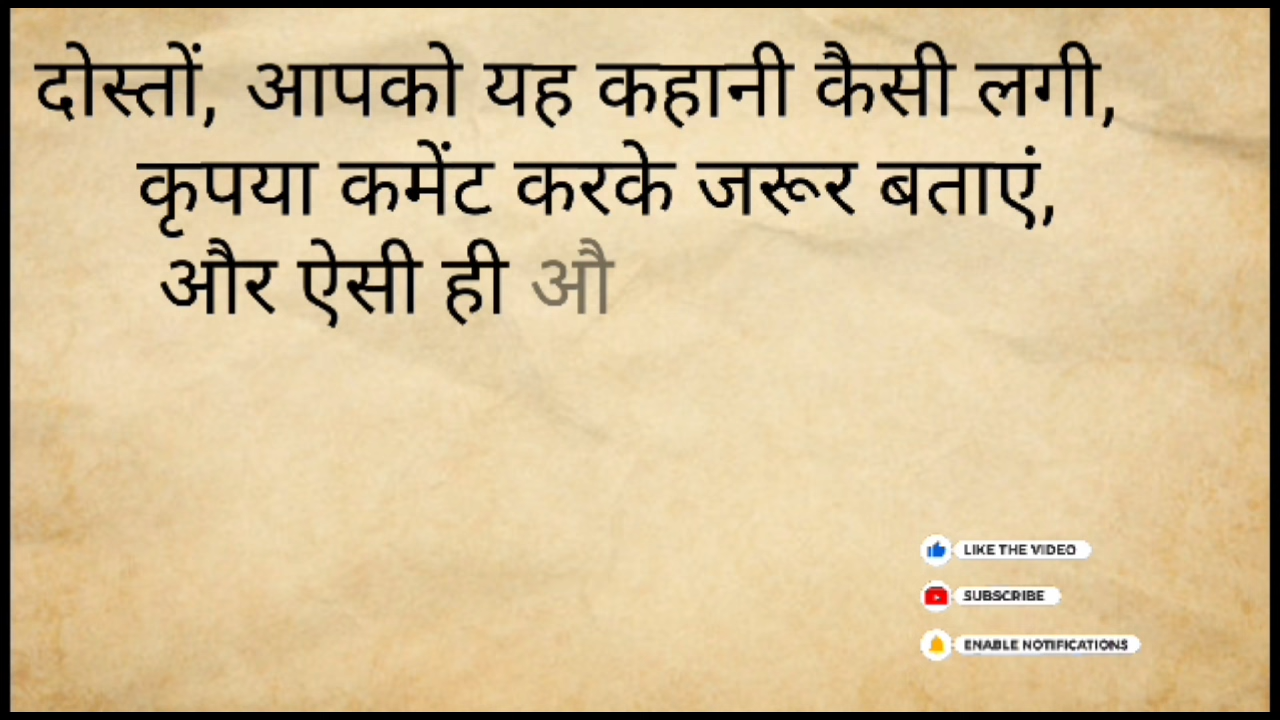 दोस्तों, आपको यह कहानी कैसी लगी,
कृपया कमेंट करके जरूर बताएं,
और ऐसी ही औ
LIKE THE VIDEO
SUBSCRIBE
ENABLE NOTIFICATIONS